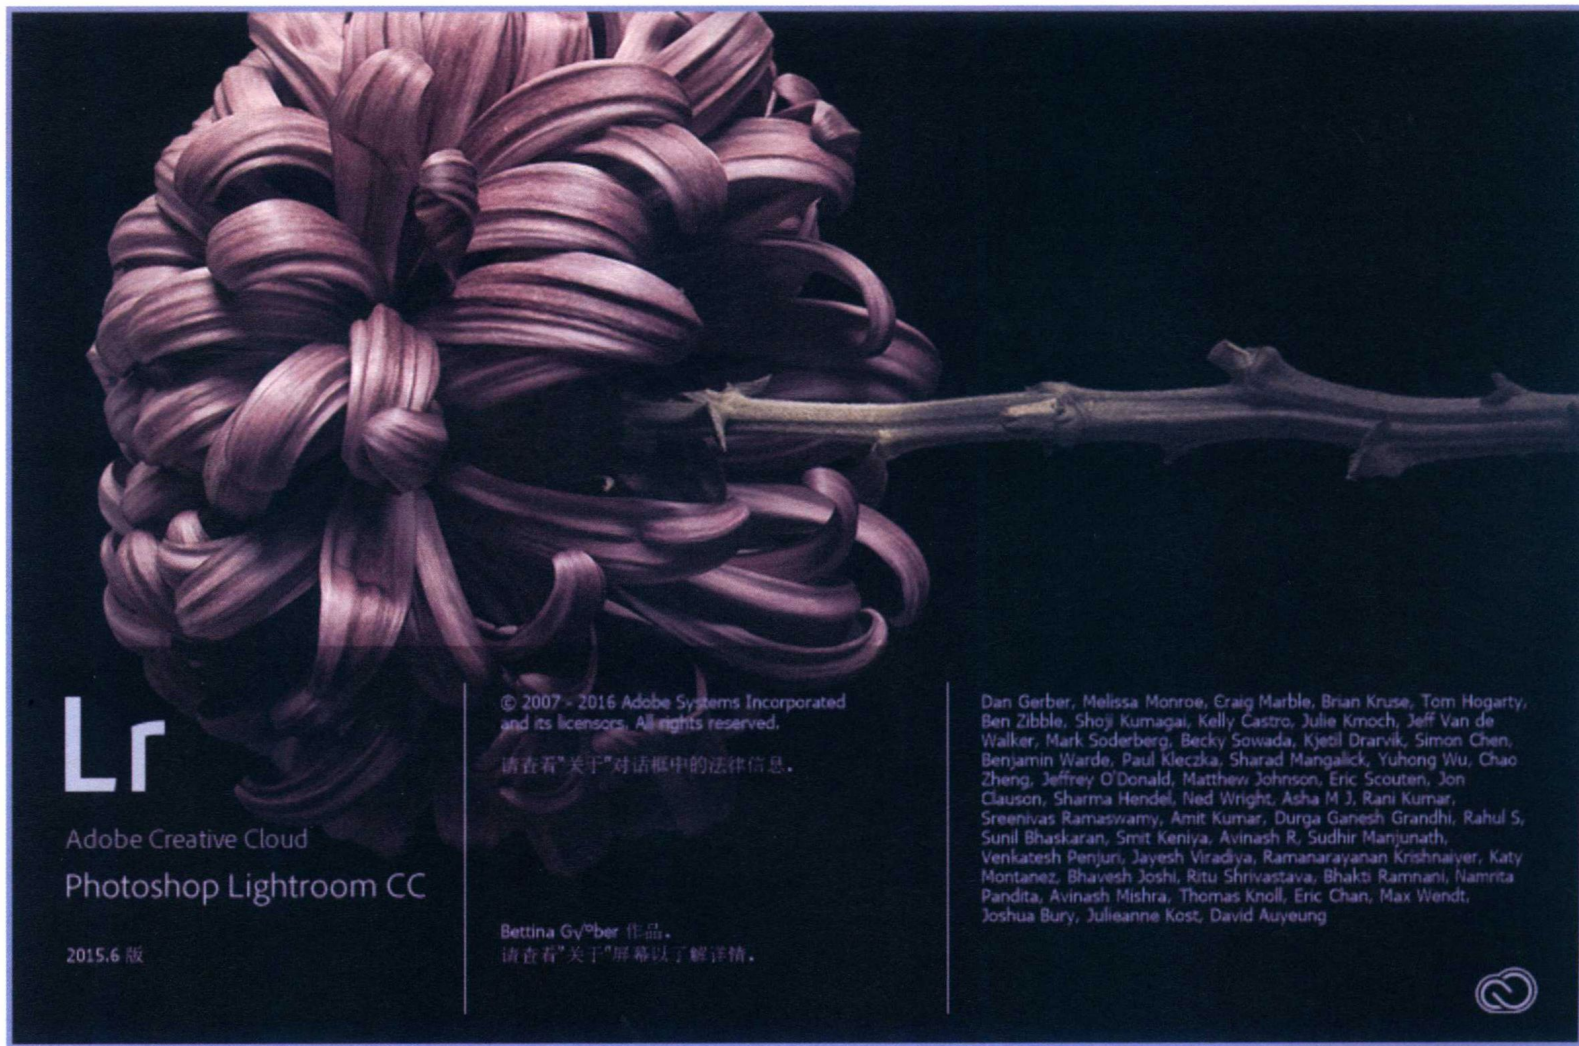 Lr
Adobe Creative Cloud
Photoshop Lightroom CC
2015.6 版
© 2007 - 2016 Adobe Systems Incorporated
and its licensors. All rights reserved.
请查看"关于"对话框中的法律信息。
Bettina G√ºber 作品。
请查看"关于"屏幕以了解详情。
Dan Gerber, Melissa Monroe, Craig Marble, Brian Kruse, Tom Hogarty,
Ben Zibble, Shoji Kumagai, Kelly Castro, Julie Kmoch, Jeff Van de
Walker, Mark Soderberg, Becky Sowada, Kjetil Drarvik, Simon Chen,
Benjamin Warde, Paul Kleczka, Sharad Mangalick, Yuhong Wu, Chao
Zheng, Jeffrey O'Donald, Matthew Johnson, Eric Scouten, Jon
Clauson, Sharma Hendel, Ned Wright, Asha M J, Rani Kumar,
Sreenivas Ramaswamy, Amit Kumar, Durga Ganesh Grandhi, Rahul S,
Sunil Bhaskaran, Smit Keniya, Avinash R, Sudhir Manjunath,
Venkatesh Penjuri, Jayesh Viradiya, Ramanarayanan Krishnaiyer, Katy
Montanez, Bhavesh Joshi, Ritu Shrivastava, Bhakti Ramnani, Namrita
Pandita, Avinash Mishra, Thomas Knoll, Eric Chan, Max Wendt,
Joshua Bury, Julieanne Kost, David Auyeung